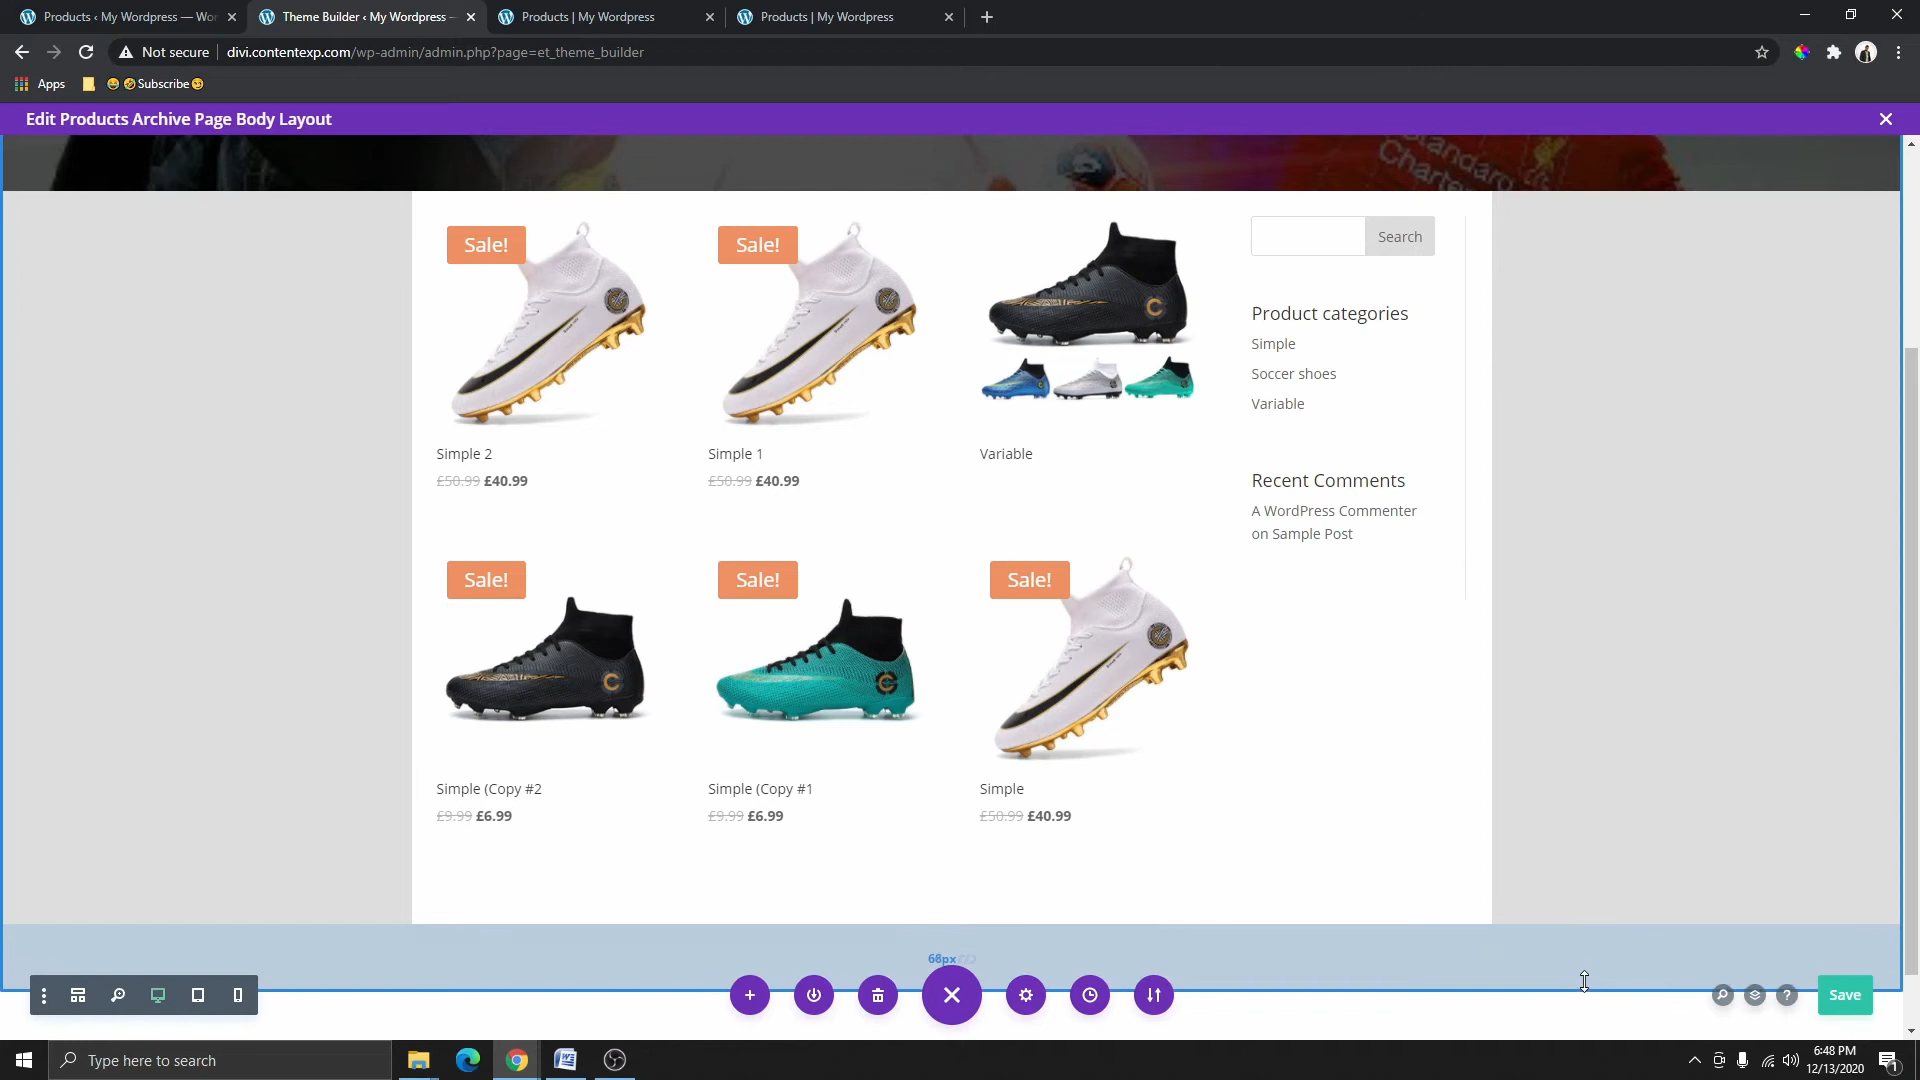 Products ‹ My Wordpress — Wor
Theme Builder ‹ My Wordpress —
Products | My Wordpress
Products | My Wordpress
Not secure
divi.contentexp.com/wp-admin/admin.php?page=et_theme_builder
Apps
Subscribe
Edit Products Archive Page Body Layout
Standard
Charter
Sale!
Sale!
Search
Product categories
Simple
Soccer shoes
Variable
Simple 2
£50.99 £40.99
Simple 1
£50.99 £40.99
Variable
Recent Comments
A WordPress Commenter
on Sample Post
Sale!
Sale!
Sale!
Simple (Copy #2
£9.99 £6.99
Simple (Copy #1
£9.99 £6.99
Simple
£50.99 £40.99
66px
Save
Type here to search
6:48 PM
12/13/2020
1